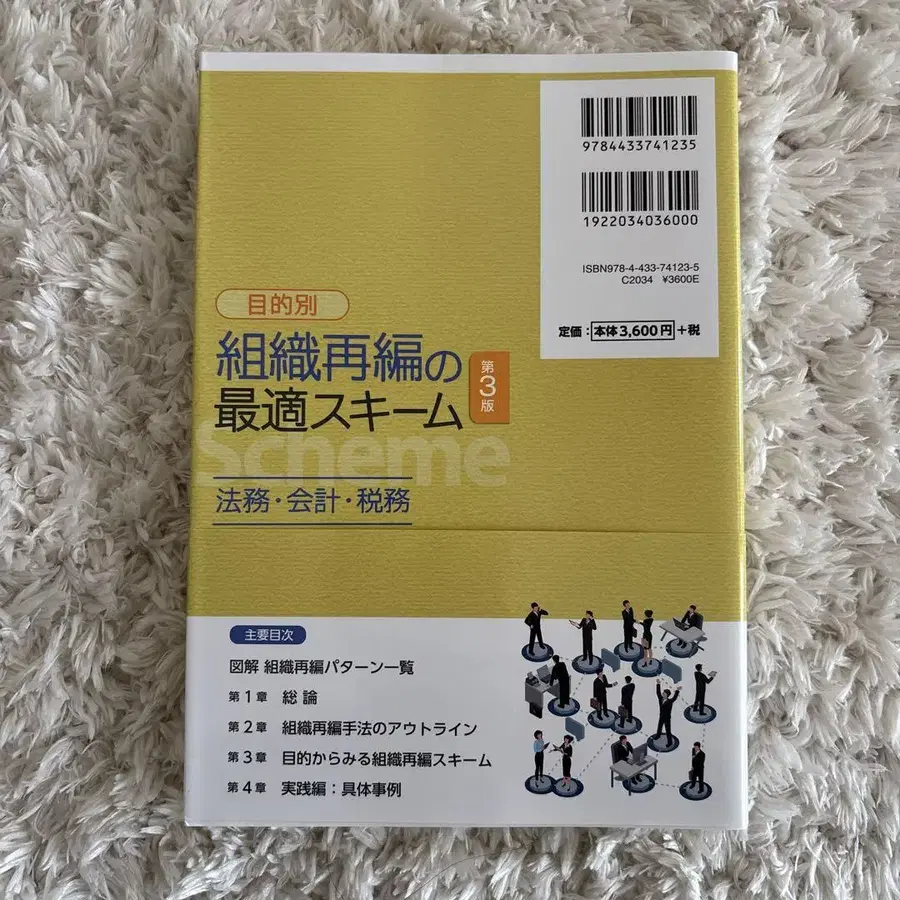 9784433741235
1922034036000
ISBN978-4-433-74123-5
C2034 ¥3600E
定価：本体3,600円+税
目的別
組織再編の
最適スキーム
第3版
Scheme
法務・会計・税務
主要目次
図解 組織再編パターン一覧
第1章 総論
第2章 組織再編手法のアウトライン
第3章 目的からみる組織再編スキーム
第4章 実践編：具体事例